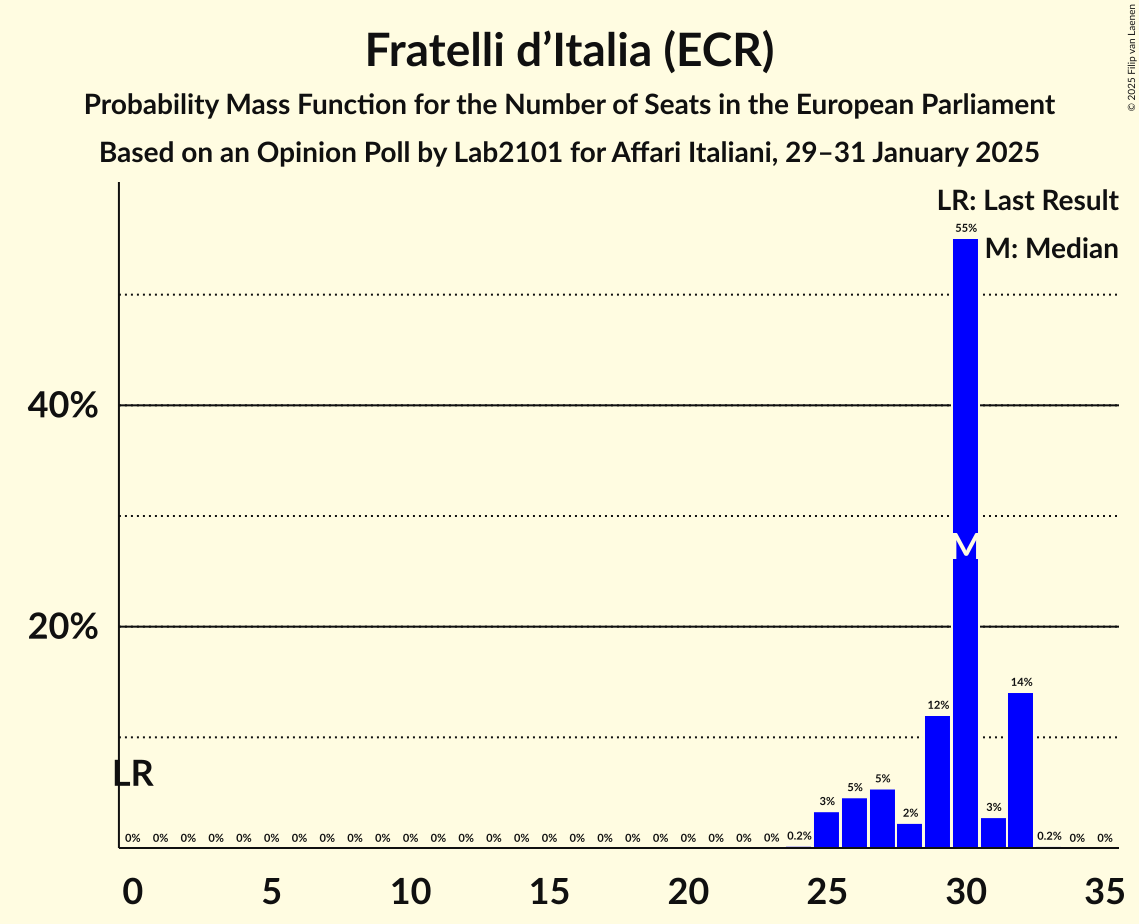 Fratelli d’Italia (ECR)
Probability Mass Function for the Number of Seats in the European Parliament
Based on an Opinion Poll by Lab2101 for Affari Italiani, 29–31 January 2025
© 2025 Filip van Laenen
LR: Last Result
55%
M: Median
40%
M
20%
14%
12%
LR
3% 5% 5% 2% 3%
0% 0% 0% 0% 0% 0% 0% 0% 0% 0% 0% 0% 0% 0% 0% 0% 0% 0% 0% 0% 0% 0% 0% 0% 0.2% 0.2% 0% 0%
0 5 10 15 20 25 30 35